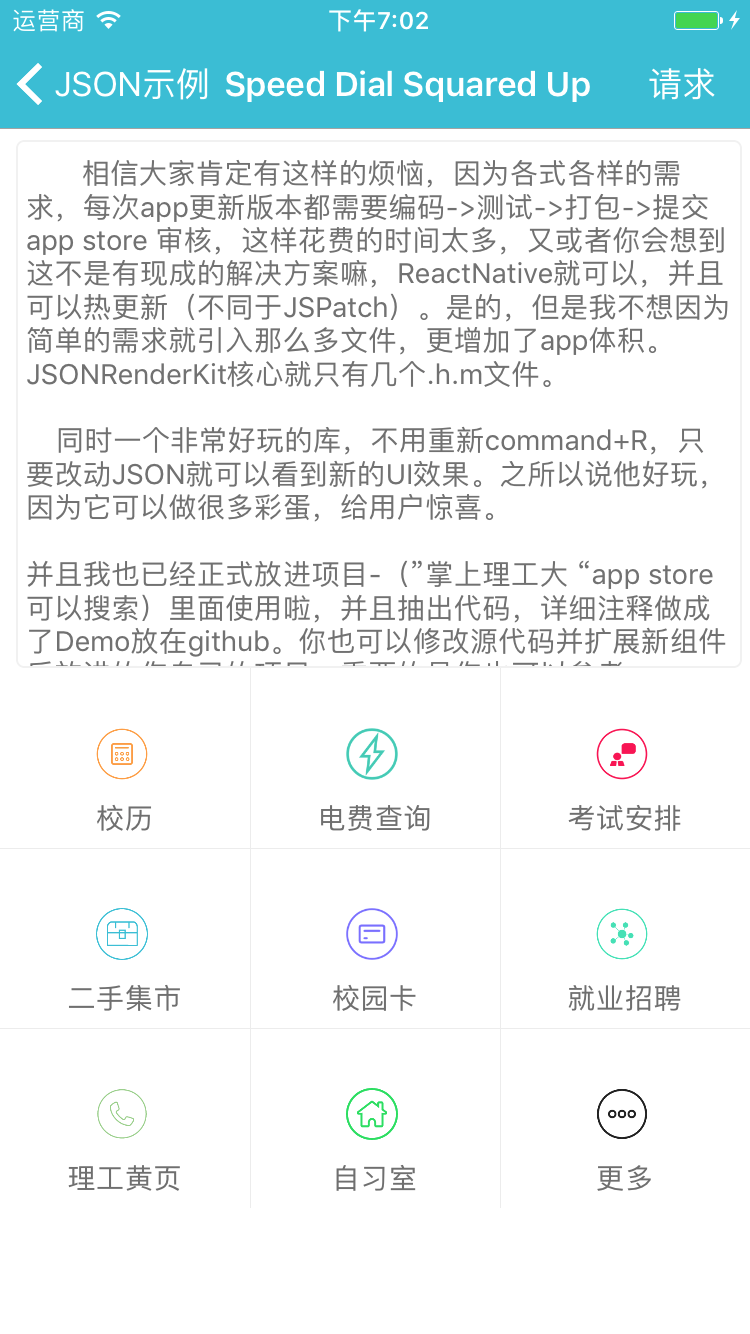 运营商 下午7:02
JSON示例 Speed Dial Squared Up 请求
相信大家肯定有这样的烦恼，因为各式各样的需
求，每次app更新版本都需要编码->测试->打包->提交
app store 审核，这样花费的时间太多，又或者你会想到
这不是有现成的解决方案嘛，ReactNative就可以，并且
可以热更新（不同于JSPatch）。是的，但是我不想因为
简单的需求就引入那么多文件，更增加了app体积。
JSONRenderKit核心就只有几个.h.m文件。
同时一个非常好玩的库，不用重新command+R，只
要改动JSON就可以看到新的UI效果。之所以说他好玩，
因为它可以做很多彩蛋，给用户惊喜。
并且我也已经正式放进项目-（”掌上理工大 “app store
可以搜索）里面使用啦，并且抽出代码，详细注释做成
了Demo放在github。你也可以修改源代码并扩展新组件
校历 电费查询 考试安排
二手集市 校园卡 就业招聘
理工黄页 自习室 更多